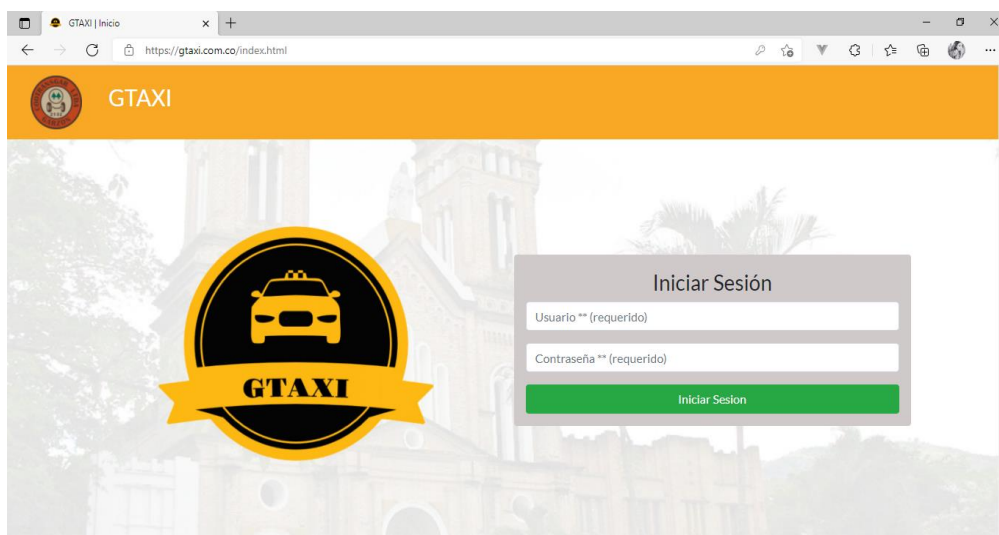 GTAXI | Inicio
https://gtaxi.com.co/index.html
GTAXI
Iniciar Sesión
Usuario ** (requerido)
Contraseña ** (requerido)
GTAXI
Iniciar Sesion